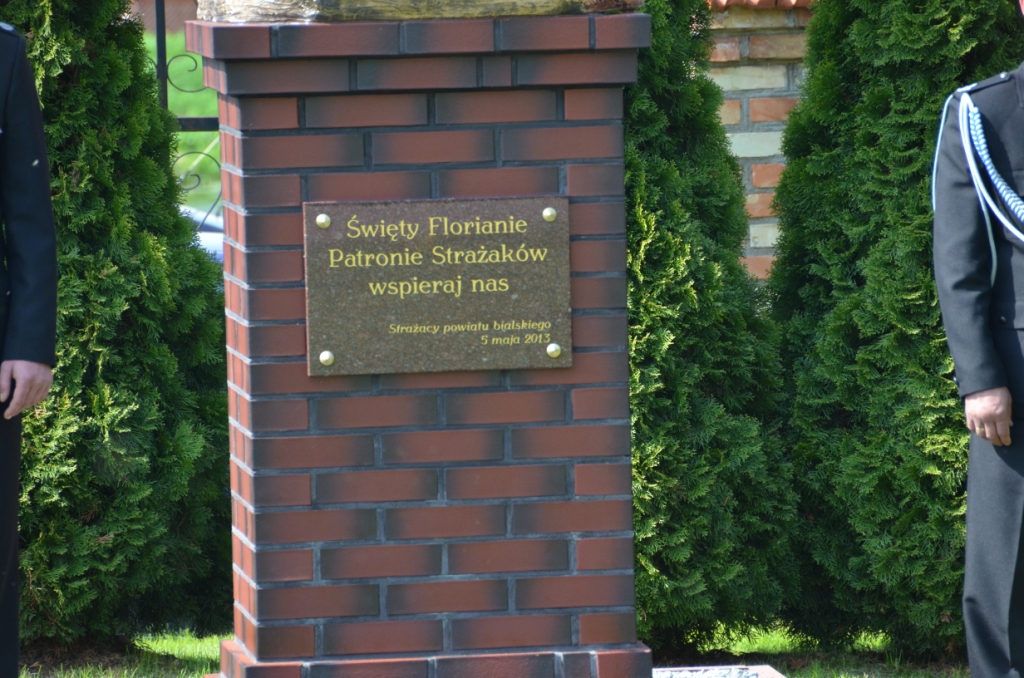 Święty Florianie
Patronie Strażaków
wspieraj nas
Strażacy powiatu bialskiego
5 maja 2013